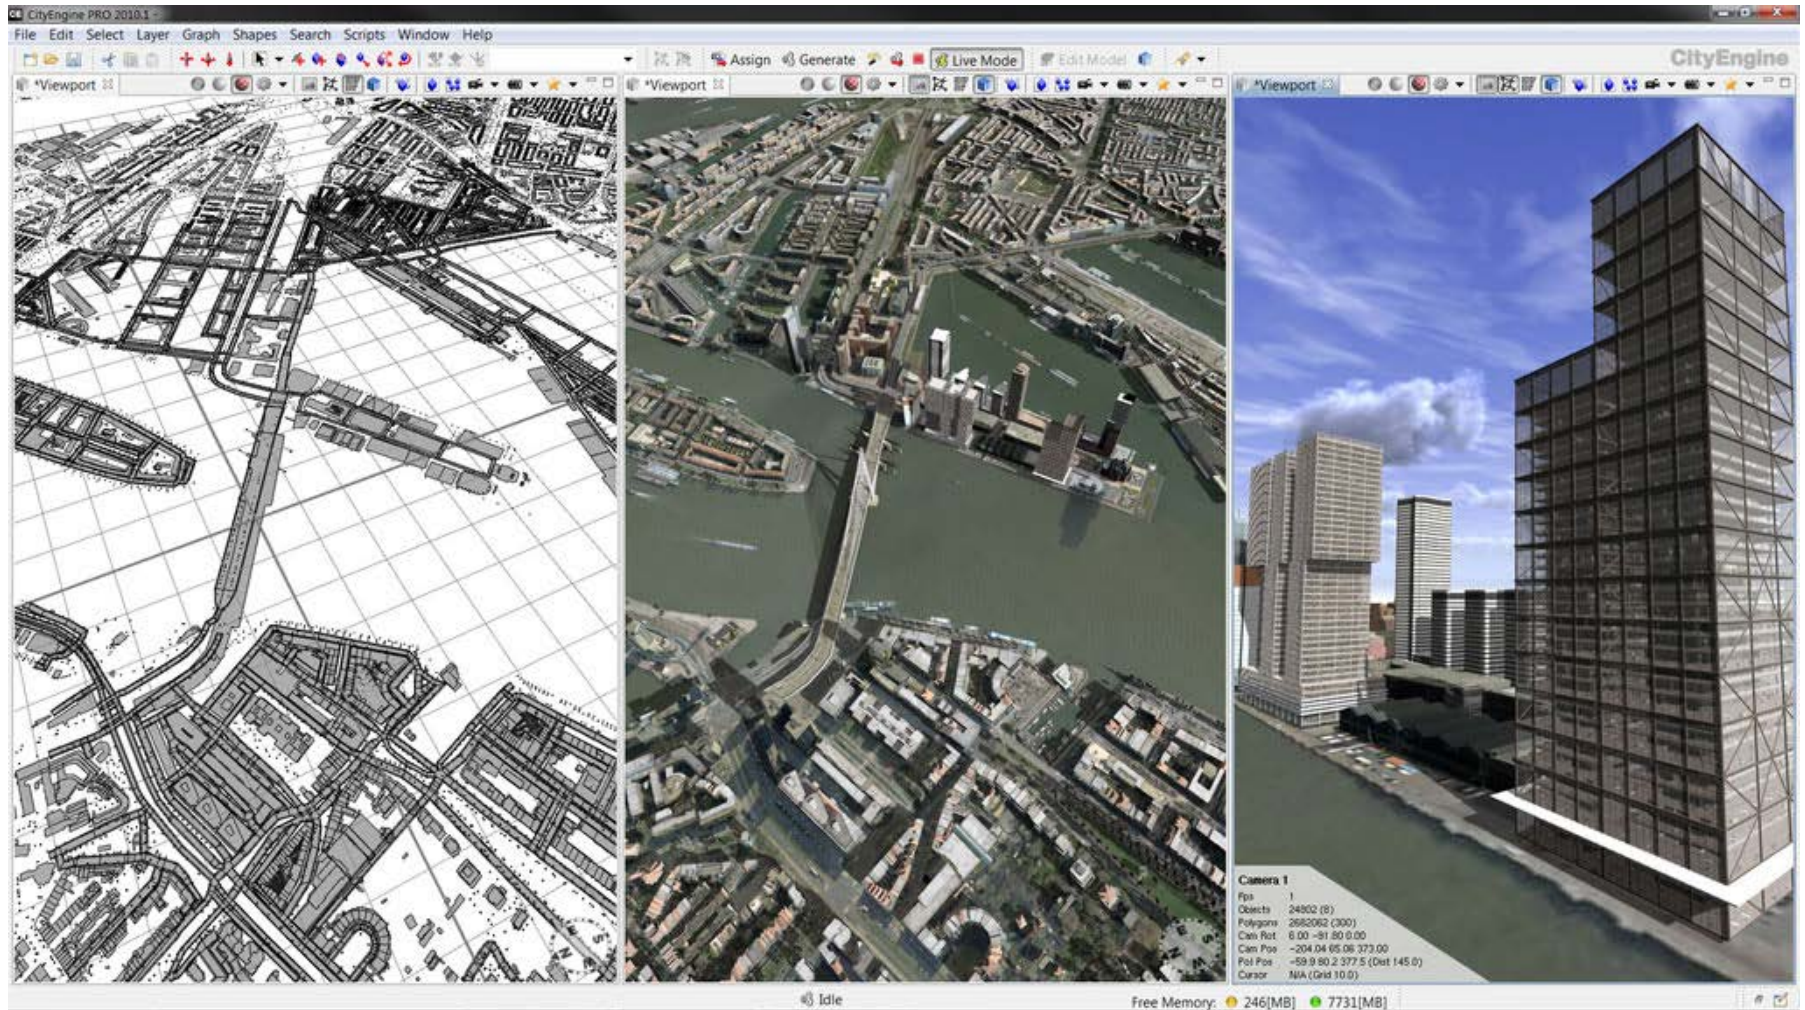 CityEngine PRO 2010.1 -
File Edit Select Layer Graph Shapes Search Scripts Window Help
Assign Generate Live Mode Edit Model
CityEngine
*Viewport
*Viewport
*Viewport
Camera 1
Fps 1
Objects 24802 (8)
Polygons 2682062 (300)
Cam Rot 6.00 -91.80 0.00
Cam Pos -204.04 65.06 373.00
PoI Pos -59.9 80.2 377.5 (Dist 145.0)
Cursor N/A (Grid 10.0)
Idle
Free Memory: 246[MB] 7731[MB]